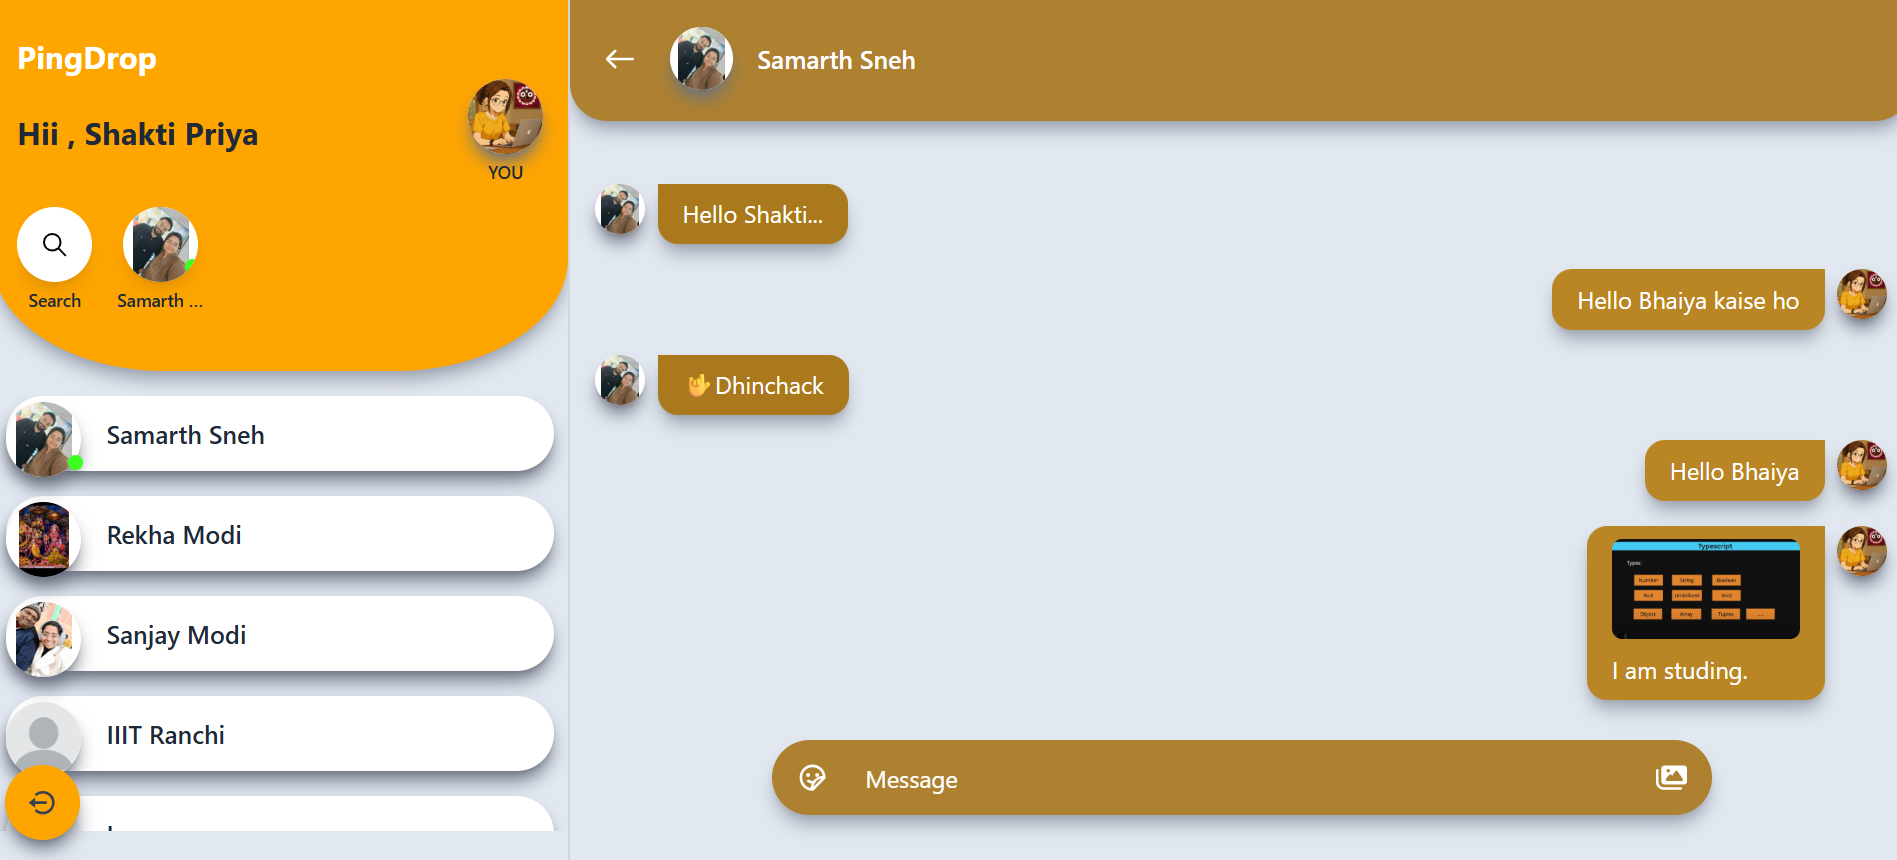 PingDrop
Hii , Shakti Priya
YOU
Search
Samarth ...
Samarth Sneh
Rekha Modi
Sanjay Modi
IIIT Ranchi
Samarth Sneh
Hello Shakti...
Hello Bhaiya kaise ho
🤟Dhinchack
Hello Bhaiya
Typescript
Types:
Number String Boolean
Null Undefined Void
Object Array Tuples ...
I am studing.
Message